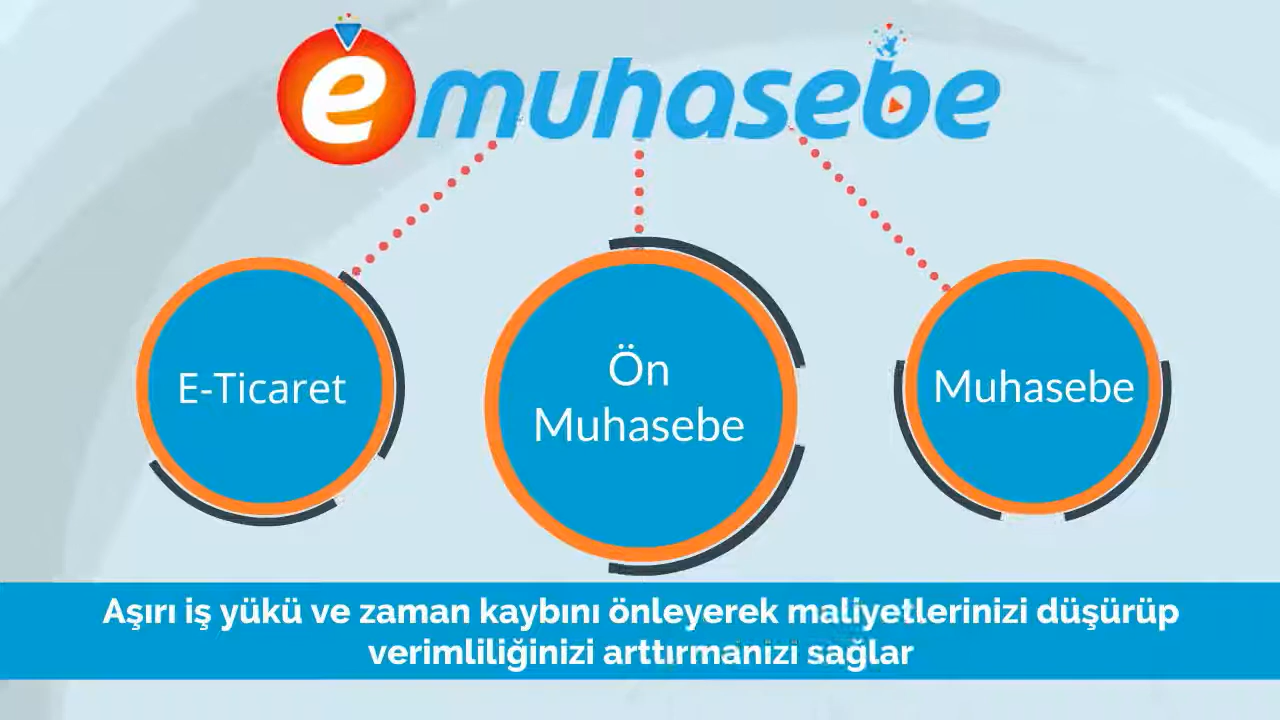 emuhasebe
E-Ticaret
Ön
Muhasebe
Muhasebe
Aşırı iş yükü ve zaman kaybını önleyerek maliyetlerinizi düşürüp
verimliliğinizi arttırmanızi sağlar